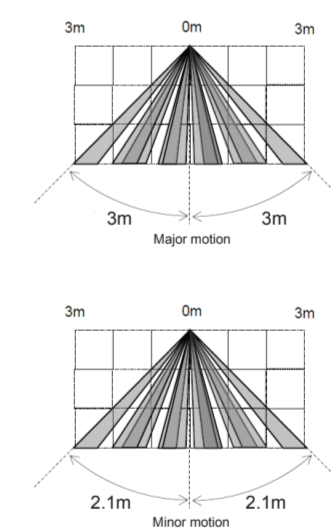 3m 0m 3m
3m 3m
Major motion
3m 0m 3m
2.1m 2.1m
Minor motion